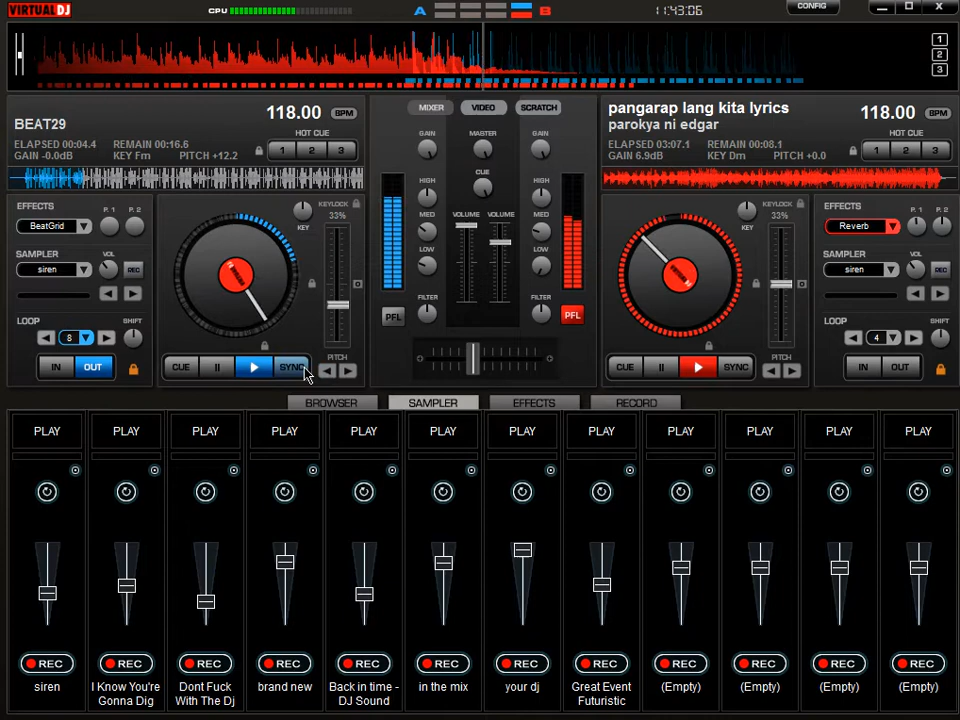 VIRTUAL DJ
CPU
A
B
11:43:06
CONFIG
1
2
3
BEAT29
118.00 BPM
ELAPSED 00:04.4 REMAIN 00:16.6
GAIN -0.0dB KEY Fm PITCH +12.2
HOT CUE
1 2 3
MIXER VIDEO SCRATCH
GAIN MASTER GAIN
CUE
HIGH HIGH
MED VOLUME VOLUME MED
LOW LOW
FILTER FILTER
PFL PFL
pangarap lang kita lyrics
parokya ni edgar
118.00 BPM
ELAPSED 03:07.1 REMAIN 00:08.1
GAIN 6.9dB KEY Dm PITCH +0.0
HOT CUE
1 2 3
EFFECTS P. 1 P. 2
BeatGrid
SAMPLER VOL
siren REC
LOOP SHIFT
8
IN OUT
KEYLOCK
33%
KEY
CUE SYNC
PITCH
KEYLOCK
33%
KEY
CUE SYNC
PITCH
EFFECTS P. 1 P. 2
Reverb
SAMPLER VOL
siren REC
LOOP SHIFT
4
IN OUT
BROWSER SAMPLER EFFECTS RECORD
PLAY PLAY PLAY PLAY PLAY PLAY PLAY PLAY PLAY PLAY PLAY PLAY
REC REC REC REC REC REC REC REC REC REC REC REC
siren
I Know You're
Gonna Dig
Dont Fuck
With The Dj
brand new
Back in time -
DJ Sound
in the mix
your dj
Great Event
Futuristic
(Empty)
(Empty)
(Empty)
(Empty)